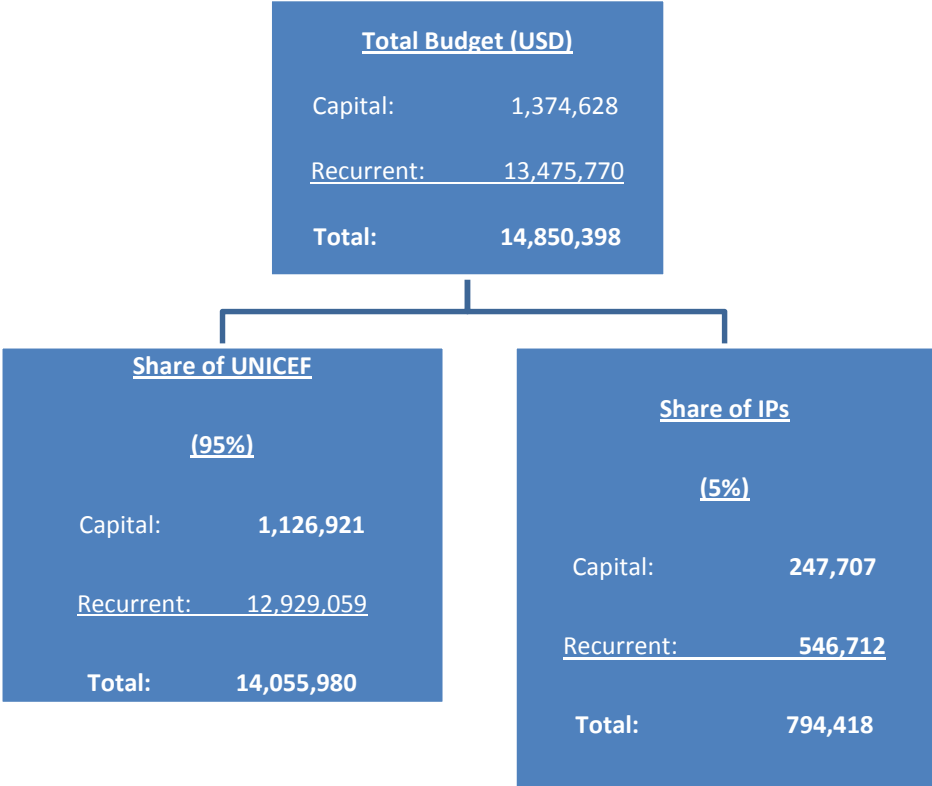 Total Budget (USD)
Capital: 1,374,628
Recurrent: 13,475,770
Total: 14,850,398
Share of UNICEF
(95%)
Capital: 1,126,921
Recurrent: 12,929,059
Total: 14,055,980
Share of IPs
(5%)
Capital: 247,707
Recurrent: 546,712
Total: 794,418